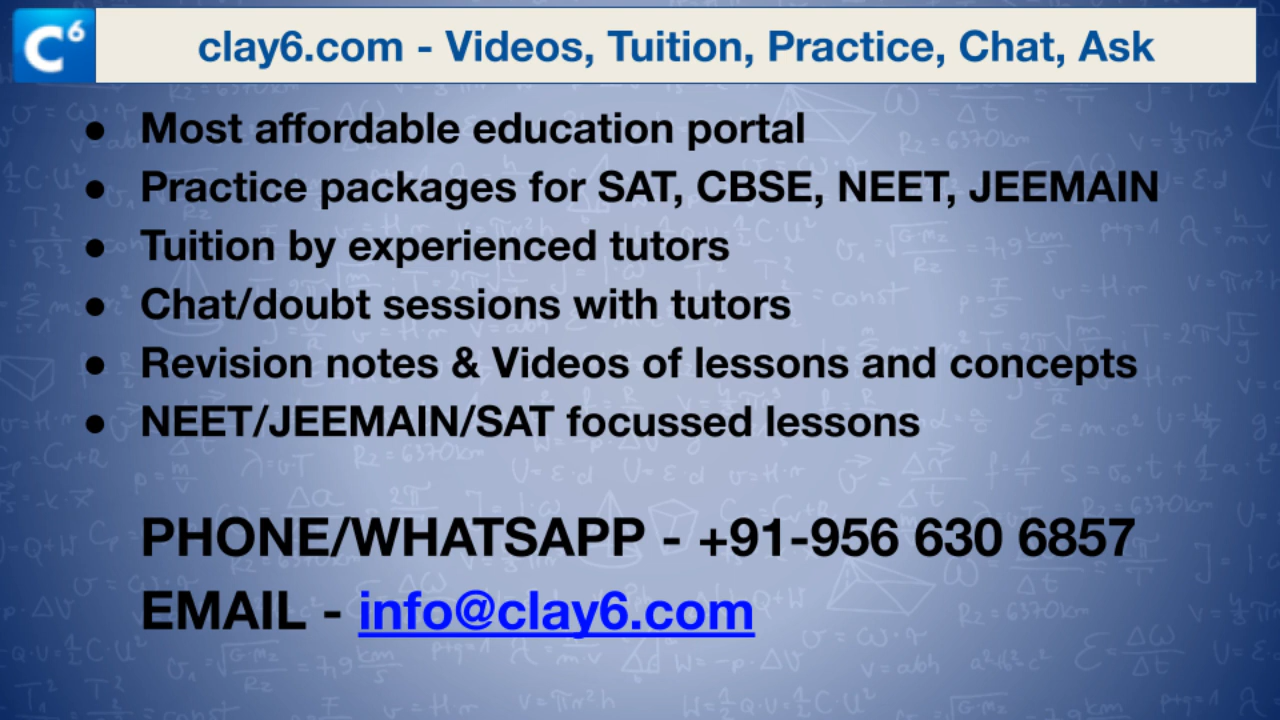 C6
clay6.com - Videos, Tuition, Practice, Chat, Ask
● Most affordable education portal
● Practice packages for SAT, CBSE, NEET, JEEMAIN
● Tuition by experienced tutors
● Chat/doubt sessions with tutors
● Revision notes & Videos of lessons and concepts
● NEET/JEEMAIN/SAT focussed lessons
PHONE/WHATSAPP - +91-956 630 6857
EMAIL - info@clay6.com